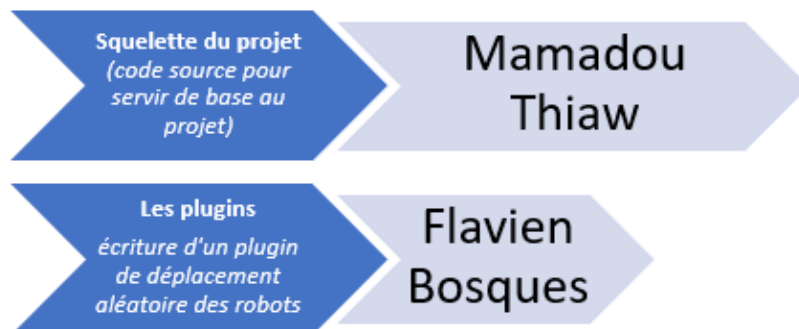 Squelette du projet
(code source pour
servir de base au
projet)
Mamadou
Thiaw
Les plugins
écriture d'un plugin
de déplacement
aléatoire des robots
Flavien
Bosques